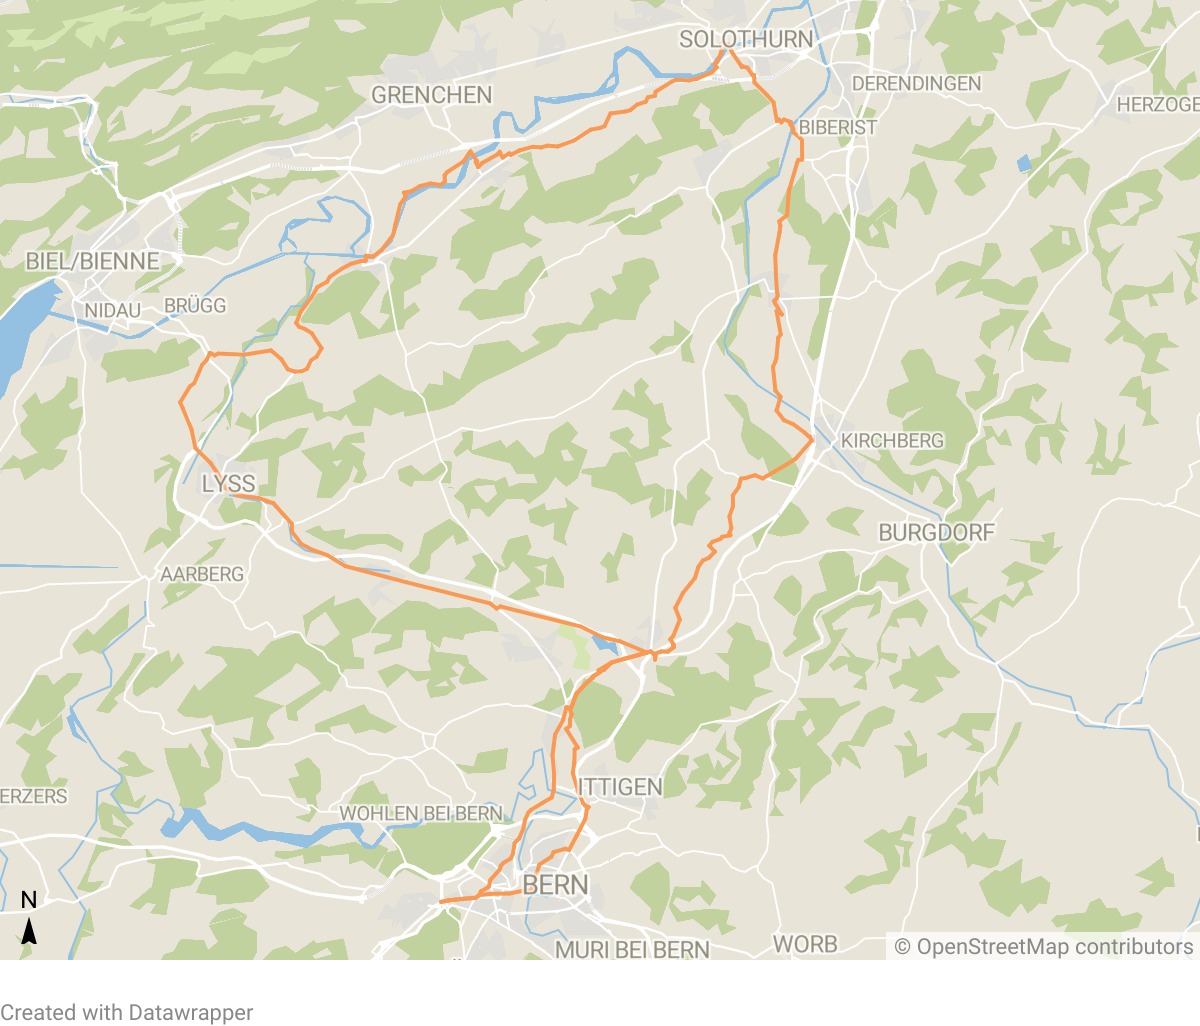 SOLOTHURN
DERENDINGEN
GRENCHEN
HERZOGE
BIBERIST
BIEL/BIENNE
BRÜGG
NIDAU
KIRCHBERG
LYSS
BURGDORF
AARBERG
ITTIGEN
ERZERS
WOHLEN BEI BERN
BERN
N
MURI BEI BERN
WORB
© OpenStreetMap contributors
Created with Datawrapper